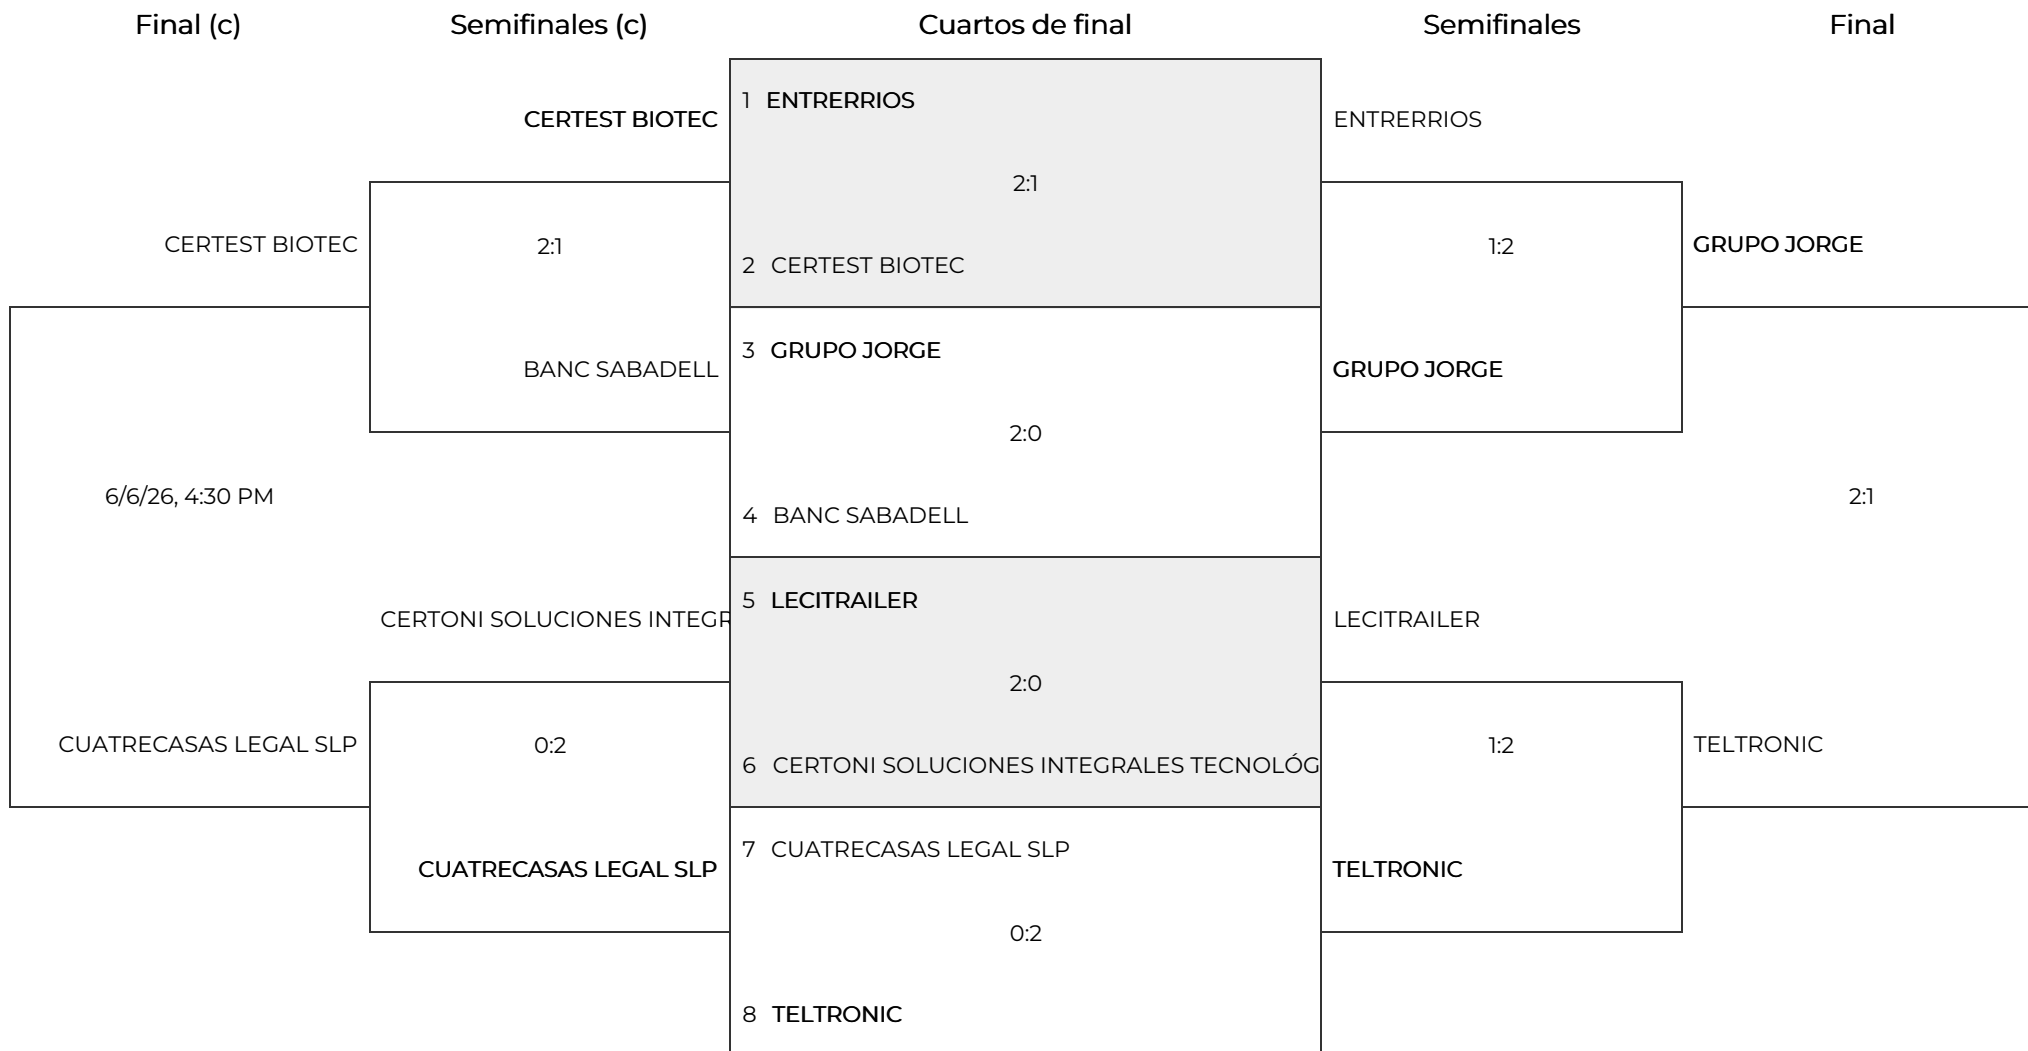 Final (c)
Semifinales (c)
Cuartos de final
Semifinales
Final
CERTEST BIOTEC
CUATRECASAS LEGAL SLP
6/6/26, 4:30 PM
CERTEST BIOTEC
2:1
BANC SABADELL
CERTONI SOLUCIONES INTEGR
0:2
CUATRECASAS LEGAL SLP
1 ENTRERRIOS
2:1
2 CERTEST BIOTEC
3 GRUPO JORGE
2:0
4 BANC SABADELL
5 LECITRAILER
2:0
6 CERTONI SOLUCIONES INTEGRALES TECNOLÓG
7 CUATRECASAS LEGAL SLP
0:2
8 TELTRONIC
ENTRERRIOS
1:2
GRUPO JORGE
LECITRAILER
1:2
TELTRONIC
GRUPO JORGE
2:1
TELTRONIC